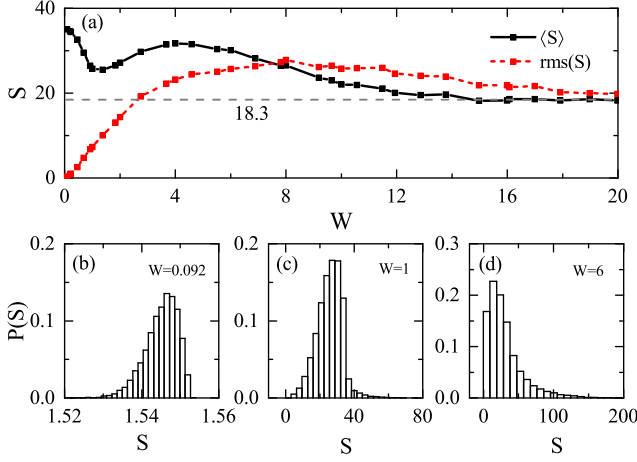 (a)
⟨S⟩
rms(S)
18.3
S
40
20
0
0 4 8 12 16 20
W
(b)
W=0.092
(c)
W=1
(d)
W=6
P(S)
0.2
0.1
0.0
1.52 1.54 1.56
S
0.2
0.1
0.0
0 40 80
S
0.3
0.2
0.1
0.0
0 100 200
S